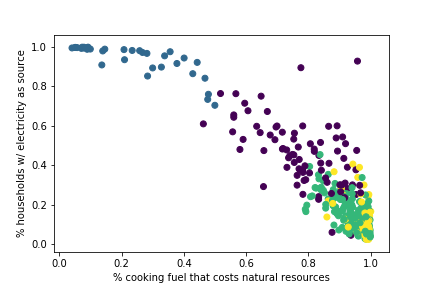 % households w/ electricity as source
1.0
0.8
0.6
0.4
0.2
0.0
0.0 0.2 0.4 0.6 0.8 1.0
% cooking fuel that costs natural resources